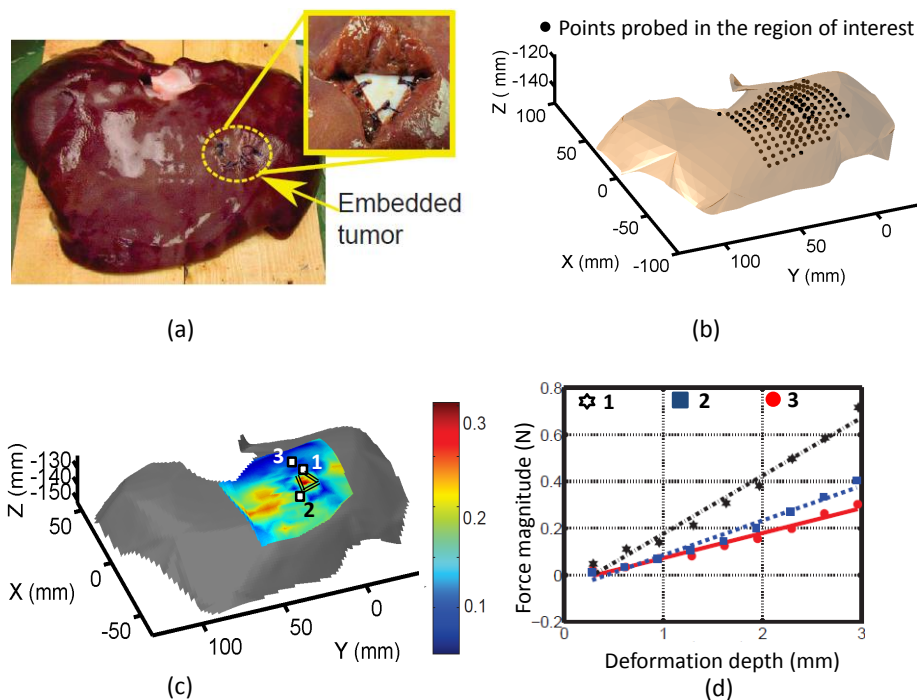 Embedded
tumor
(a)
● Points probed in the region of interest
Z (mm)
-120
-140
100
50
0
-50
-100
X (mm)
100
50
0
Y (mm)
(b)
Z (mm)
-130
-140
-150
50
0
-50
X (mm)
100
50
0
Y (mm)
3
1
2
0.3
0.2
0.1
(c)
0.8
0.6
0.4
0.2
0
-0.2
Force magnitude (N)
1
2
3
0
1
2
3
Deformation depth (mm)
(d)